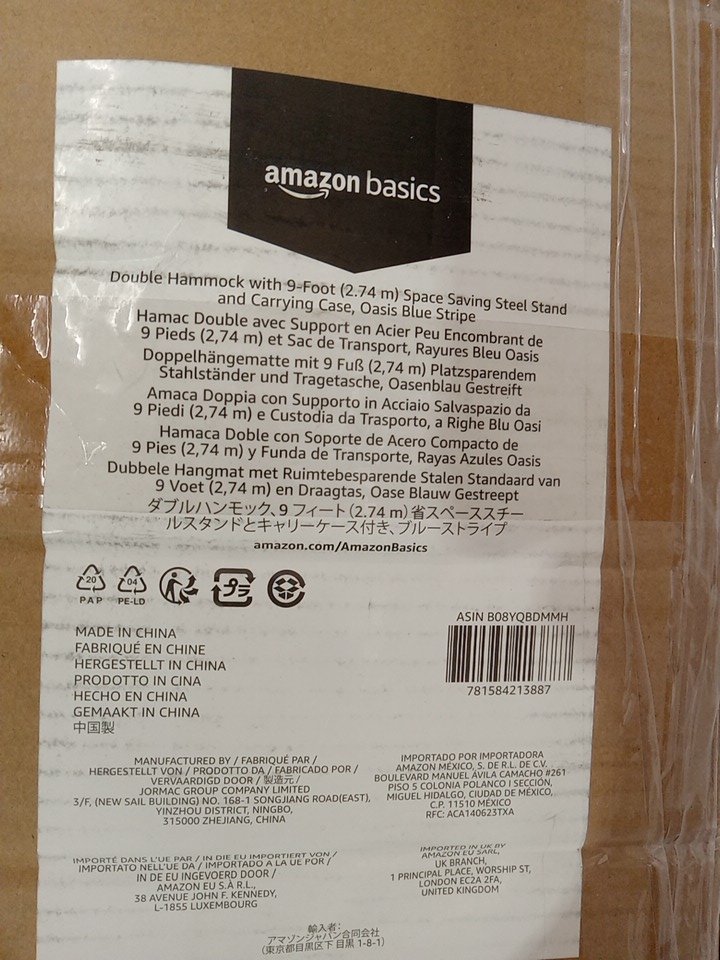 amazon basics
Double Hammock with 9-Foot (2.74 m) Space Saving Steel Stand
and Carrying Case, Oasis Blue Stripe
Hamac Double avec Support en Acier Peu Encombrant de
9 Pieds (2,74 m) et Sac de Transport, Rayures Bleu Oasis
Doppelhängematte mit 9 Fuß (2,74 m) Platzsparendem
Stahlständer und Tragetasche, Oasenblau Gestreift
Amaca Doppia con Supporto in Acciaio Salvaspazio da
9 Piedi (2,74 m) e Custodia da Trasporto, a Righe Blu Oasi
Hamaca Doble con Soporte de Acero Compacto de
9 Pies (2,74 m) y Funda de Transporte, Rayas Azules Oasis
Dubbele Hangmat met Ruimtebesparende Stalen Standaard van
9 Voet (2,74 m) en Draagtas, Oase Blauw Gestreept
ダブルハンモック、9 フィート (2.74 m) 省スペーススチー
ルスタンドとキャリーケース付き、ブルーストライプ
amazon.com/AmazonBasics
20
PAP
04
PE-LD
プラ
MADE IN CHINA
FABRIQUÉ EN CHINE
HERGESTELLT IN CHINA
PRODOTTO IN CINA
HECHO EN CHINA
GEMAAKT IN CHINA
中国製
ASIN B08YQBDMMH
781584213887
MANUFACTURED BY / FABRIQUÉ PAR /
HERGESTELLT VON / PRODOTTO DA / FABRICADO POR /
VERVAARDIGD DOOR / 製造元 /
JORMAC GROUP COMPANY LIMITED
3/F, (NEW SAIL BUILDING) NO. 168-1 SONGJIANG ROAD(EAST),
YINZHOU DISTRICT, NINGBO,
315000 ZHEJIANG, CHINA
IMPORTADO POR IMPORTADORA
AMAZON MÉXICO, S. DE R.L. DE C.V.
BOULEVARD MANUEL ÁVILA CAMACHO #261
PISO 5 COLONIA POLANCO I SECCIÓN,
MIGUEL HIDALGO, CIUDAD DE MÉXICO,
C.P. 11510 MÉXICO
RFC: ACA140623TXA
IMPORTÉ DANS L'UE PAR / IN DIE EU IMPORTIERT VON /
IMPORTATO NELL'UE DA / IMPORTADO A LA UE POR /
IN DE EU INGEVOERD DOOR /
AMAZON EU S.À R.L.,
38 AVENUE JOHN F. KENNEDY,
L-1855 LUXEMBOURG
IMPORTED IN UK BY
AMAZON EU SARL,
UK BRANCH,
1 PRINCIPAL PLACE, WORSHIP ST,
LONDON EC2A 2FA,
UNITED KINGDOM
輸入者：
アマゾンジャパン合同会社
(東京都目黒区下目黒 1-8-1)